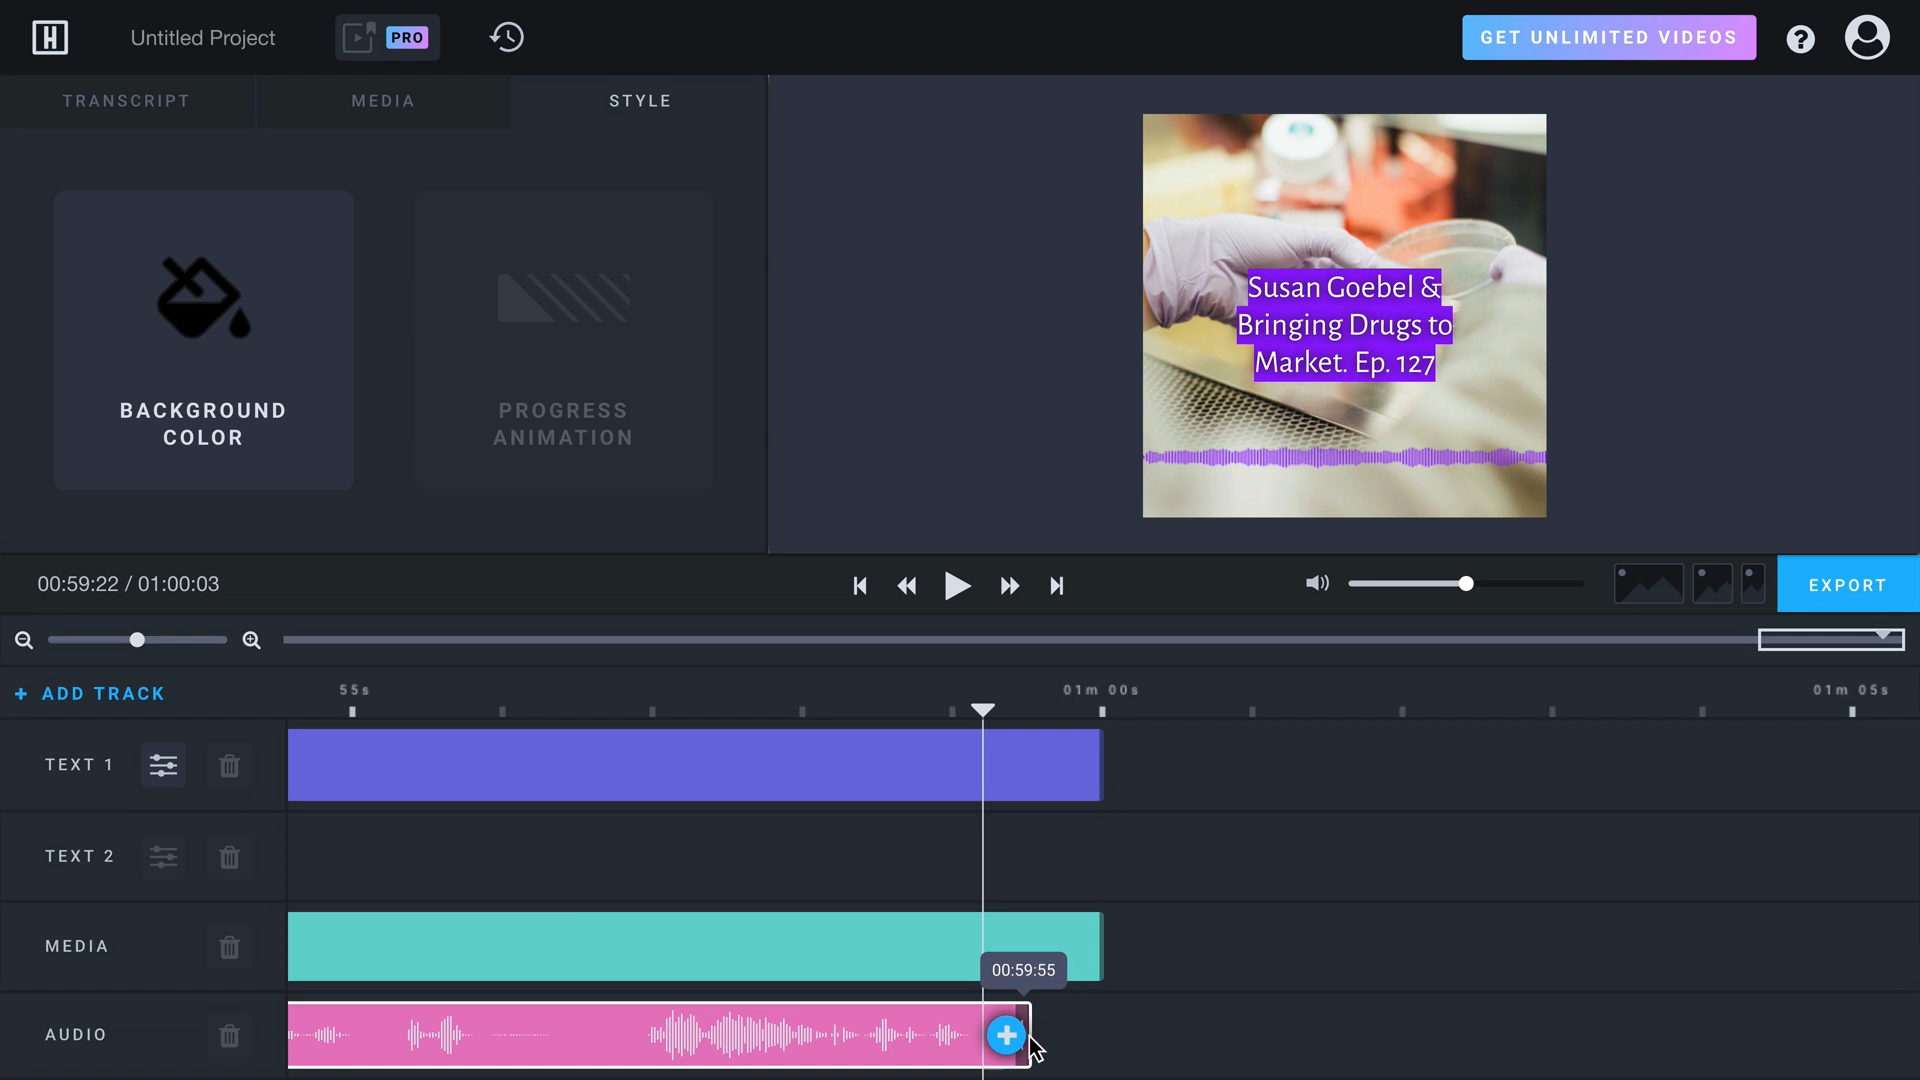 H
Untitled Project
PRO
GET UNLIMITED VIDEOS
?
TRANSCRIPT
MEDIA
STYLE
BACKGROUND
COLOR
PROGRESS
ANIMATION
Susan Goebel &
Bringing Drugs to
Market. Ep. 127
00:59:22 / 01:00:03
EXPORT
+ ADD TRACK
55s
01m 00s
01m 05s
TEXT 1
TEXT 2
MEDIA
00:59:55
AUDIO